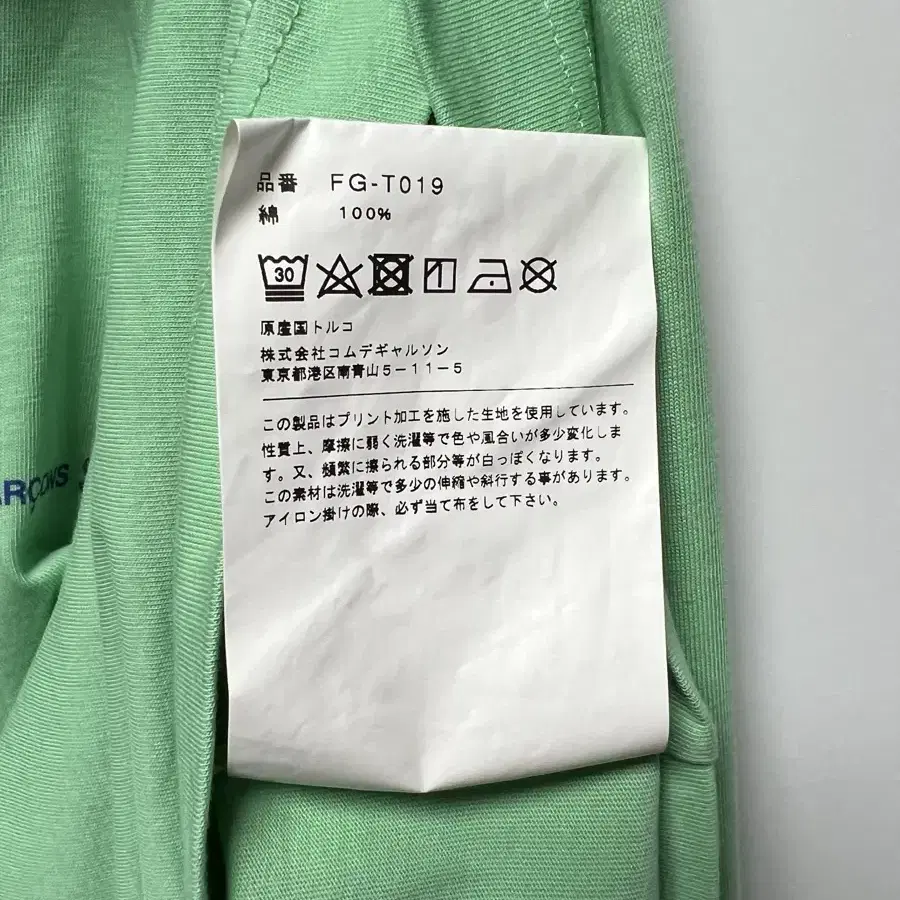 品番 FG-T019
綿 100%
30
原産国トルコ
株式会社コムデギャルソン
東京都港区南青山5-11-5
この製品はプリント加工を施した生地を使用しています。
性質上、摩擦に弱く洗濯等で色や風合いが多少変化しま
す。又、頻繁に擦られる部分等が白っぽくなります。
この素材は洗濯等で多少の伸縮や斜行する事があります。
アイロン掛けの際、必ず当て布をして下さい。